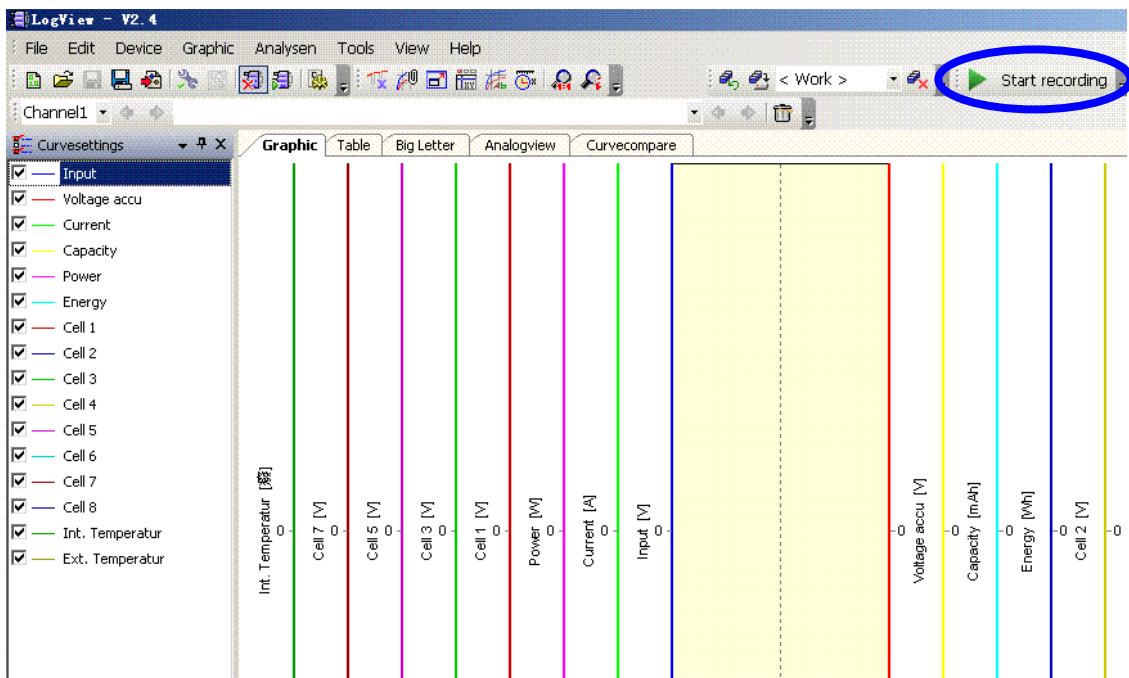 LogView - V2.4
File Edit Device Graphic Analysen Tools View Help
< Work > Start recording
Channel1
Curvesettings
Graphic Table Big Letter Analogview Curvecompare
Input
Voltage accu
Current
Capacity
Power
Energy
Cell 1
Cell 2
Cell 3
Cell 4
Cell 5
Cell 6
Cell 7
Cell 8
Int. Temperatur
Ext. Temperatur
Int. Temperatur
0
Cell 7 [V]
0
Cell 5 [V]
0
Cell 3 [V]
0
Cell 1 [V]
0
Power [W]
0
Current [A]
0
Input [V]
0
0
Voltage accu [V]
0
Capacity [mAh]
0
Energy [Wh]
0
Cell 2 [V]
0